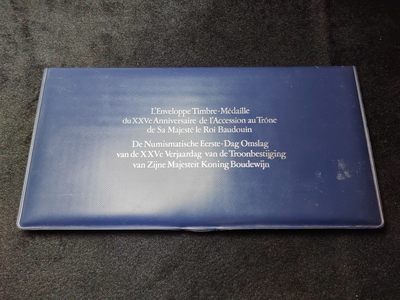 L'Enveloppe Timbre-Médaille
du XXVe Anniversaire de l'Accession au Trône
de Sa Majesté le Roi Baudouin
De Numismatische Eerste-Dag Omslag
van de XXVe Verjaardag van de Troonbestijging
van Zijne Majesteit Koning Boudewijn